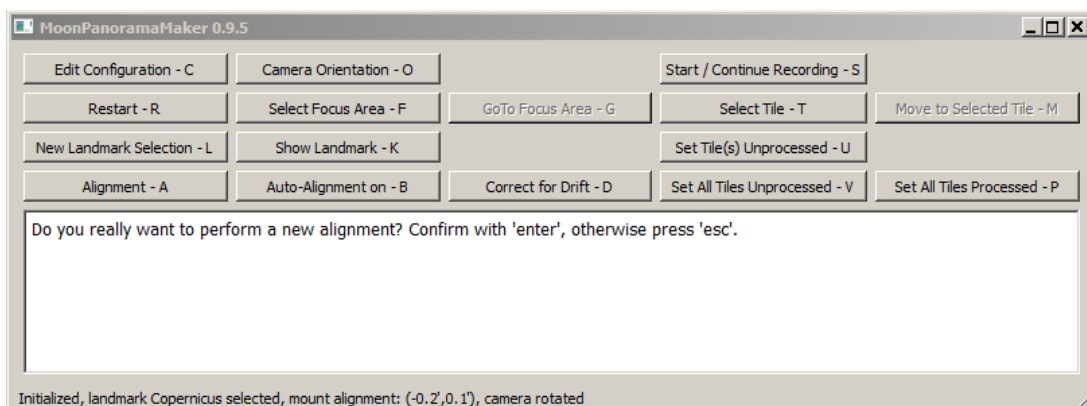 MoonPanoramaMaker 0.9.5
Edit Configuration - C Camera Orientation - O Start / Continue Recording - S
Restart - R Select Focus Area - F GoTo Focus Area - G Select Tile - T Move to Selected Tile - M
New Landmark Selection - L Show Landmark - K Set Tile(s) Unprocessed - U
Alignment - A Auto-Alignment on - B Correct for Drift - D Set All Tiles Unprocessed - V Set All Tiles Processed - P
Do you really want to perform a new alignment? Confirm with 'enter', otherwise press 'esc'.
Initialized, landmark Copernicus selected, mount alignment: (-0.2',0.1'), camera rotated